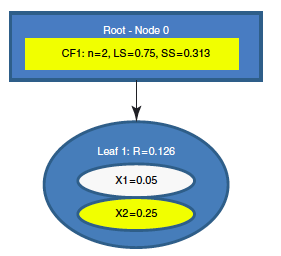 Root - Node 0
CF1: n=2, LS=0.75, SS=0.313
Leaf 1: R=0.126
X1=0.05
X2=0.25